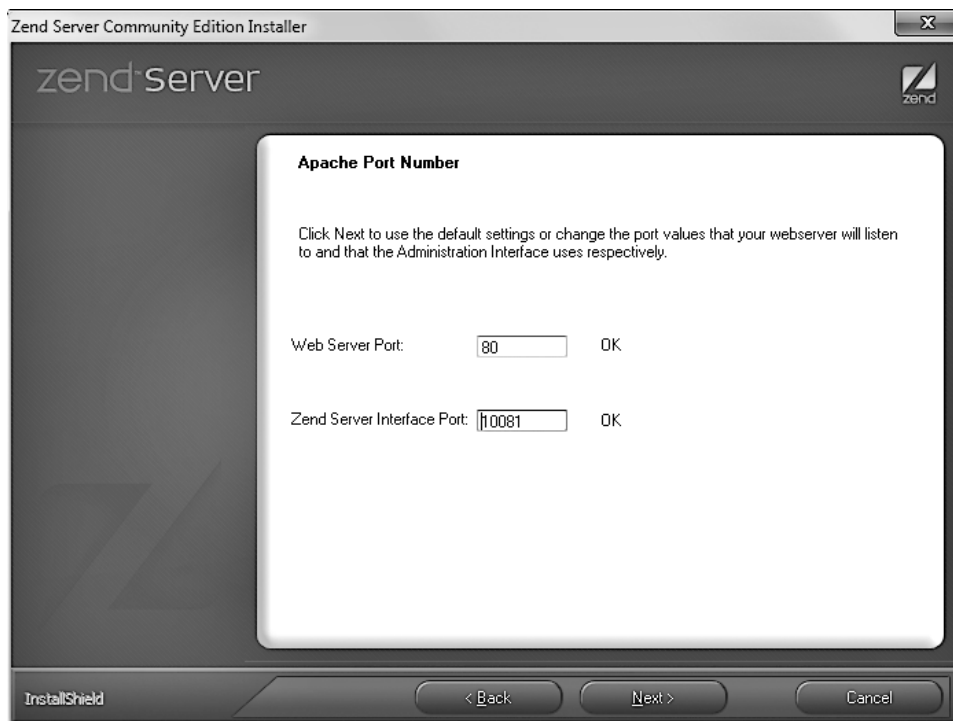 Zend Server Community Edition Installer
x
zend Server
zend
Apache Port Number
Click Next to use the default settings or change the port values that your webserver will listen
to and that the Administration Interface uses respectively.
Web Server Port: 80 OK
Zend Server Interface Port: 10081 OK
InstallShield
< Back
Next >
Cancel